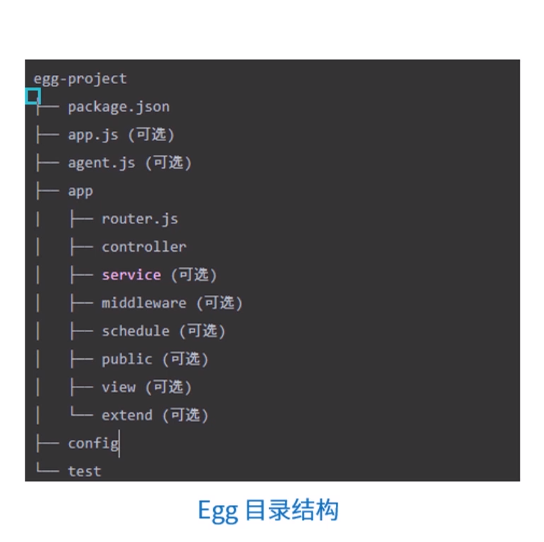 egg-project
├── package.json
├── app.js (可选)
├── agent.js (可选)
├── app
|   ├── router.js
│   ├── controller
│   ├── service (可选)
│   ├── middleware (可选)
│   ├── schedule (可选)
│   ├── public (可选)
│   ├── view (可选)
│   └── extend (可选)
├── config
└── test
Egg 目录结构